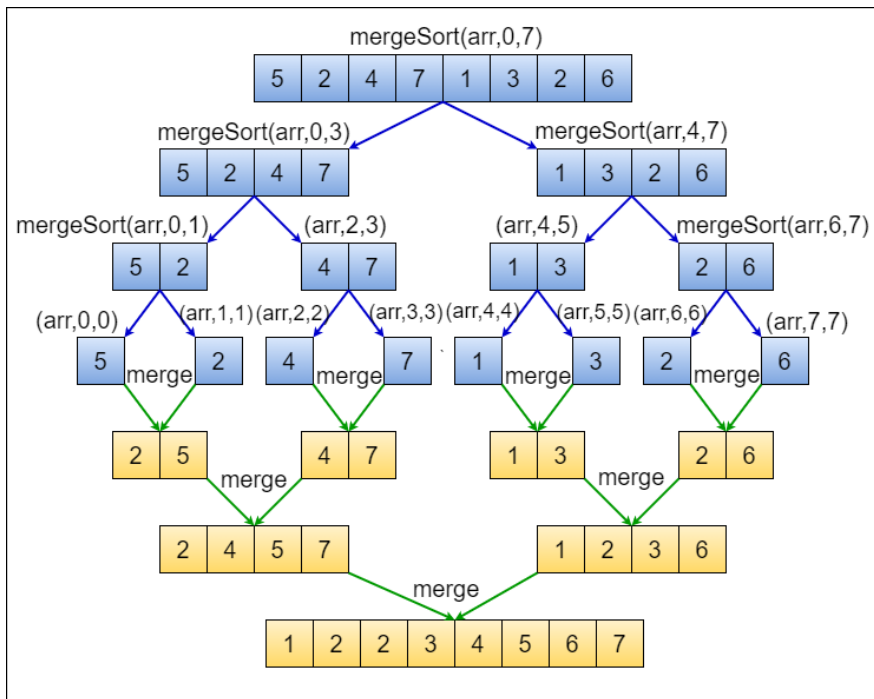 mergeSort(arr,0,7)
5 2 4 7 1 3 2 6
mergeSort(arr,0,3) mergeSort(arr,4,7)
5 2 4 7 1 3 2 6
mergeSort(arr,0,1) (arr,2,3) (arr,4,5) mergeSort(arr,6,7)
5 2 4 7 1 3 2 6
(arr,0,0) (arr,1,1) (arr,2,2) (arr,3,3) (arr,4,4) (arr,5,5) (arr,6,6) (arr,7,7)
5 2 4 7 1 3 2 6
merge merge merge merge
2 5 4 7 1 3 2 6
merge merge
2 4 5 7 1 2 3 6
merge
1 2 2 3 4 5 6 7